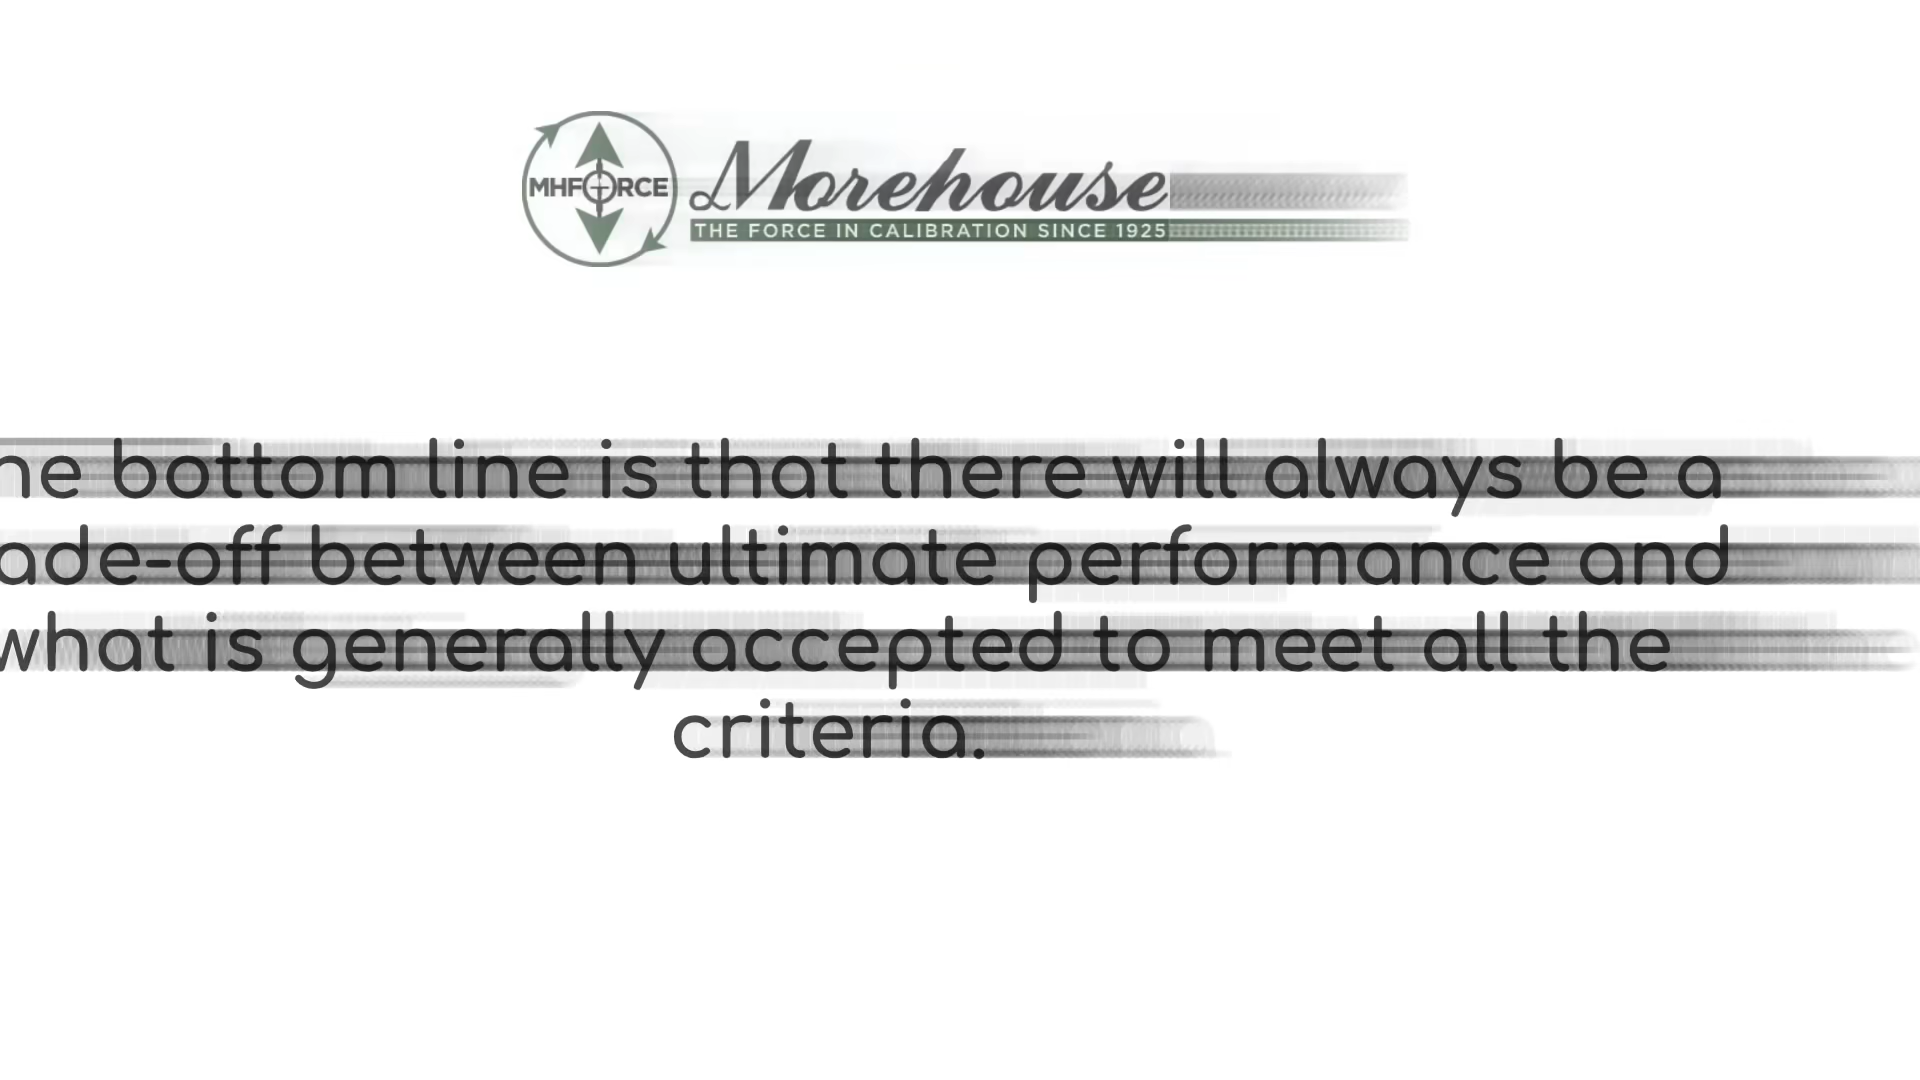 MHFORCE
Morehouse
THE FORCE IN CALIBRATION SINCE 1925
he bottom line is that there will always be a
ade-off between ultimate performance and
what is generally accepted to meet all the
criteria.